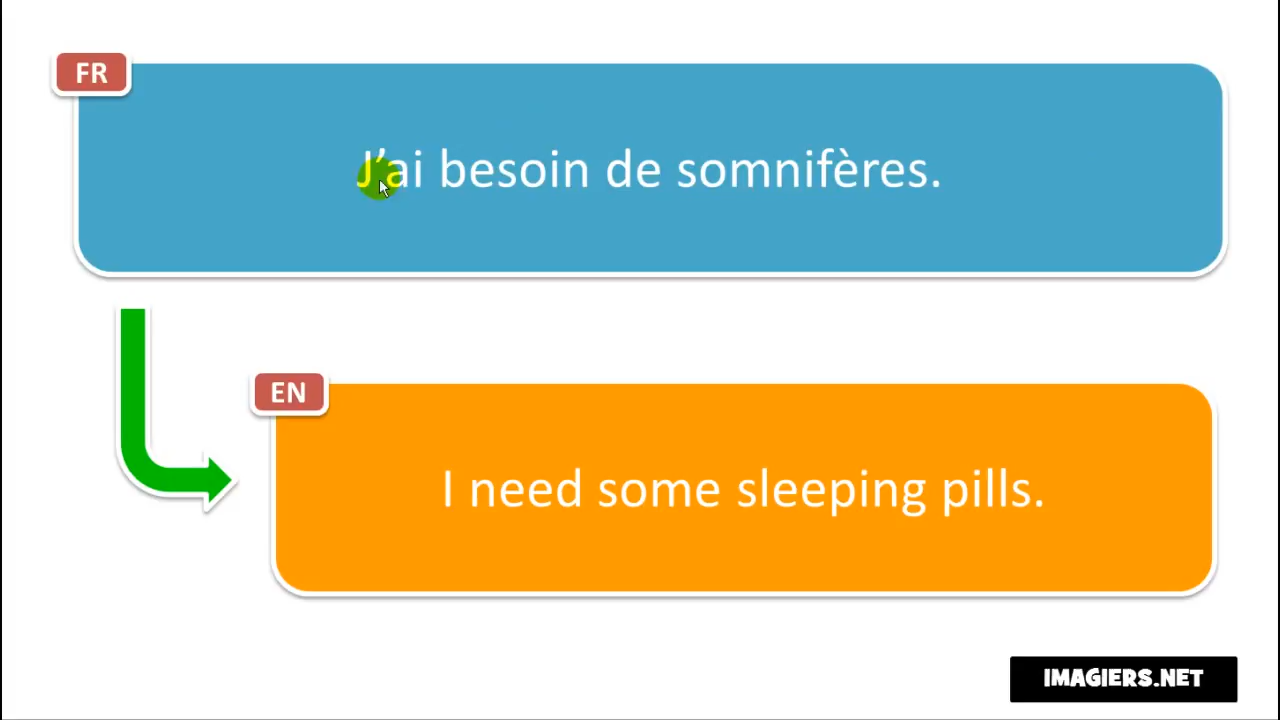 FR
J’ai besoin de somnifères.
EN
I need some sleeping pills.
IMAGIERS.NET